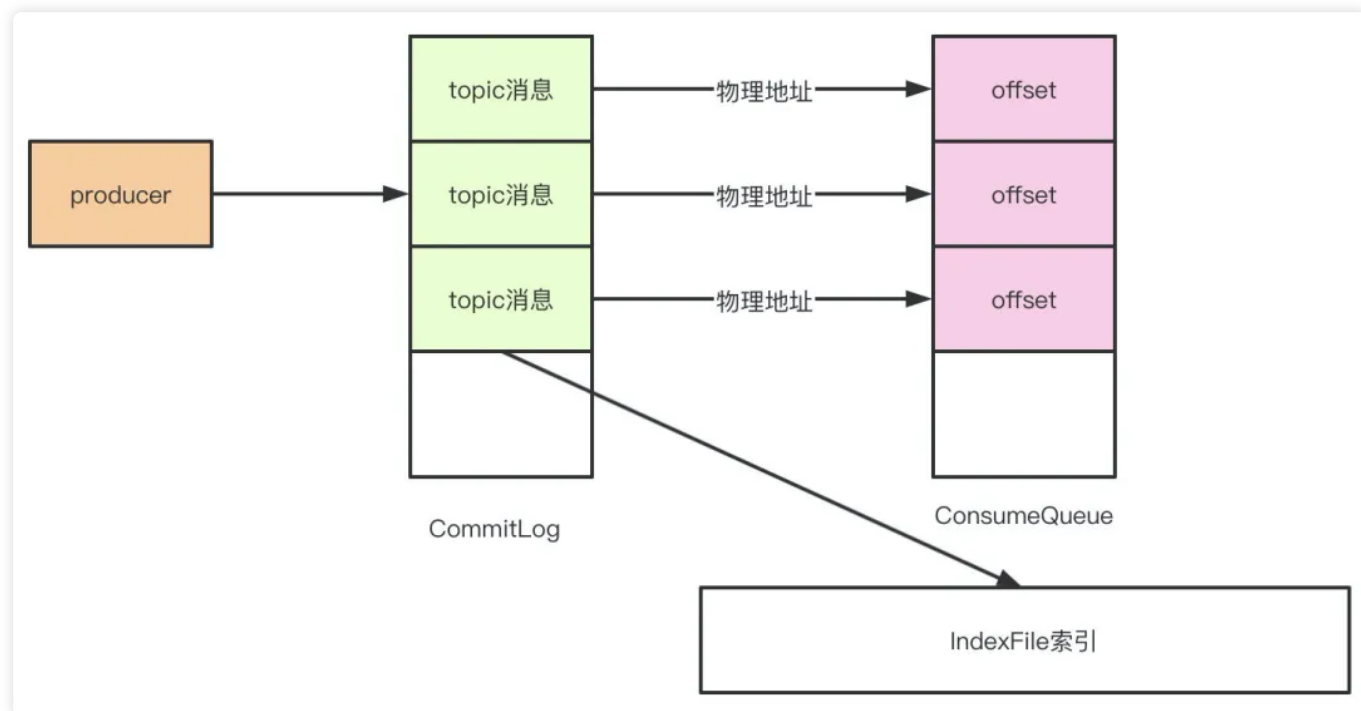 topic消息 物理地址 offset
producer topic消息 物理地址 offset
topic消息 物理地址 offset
CommitLog ConsumeQueue
IndexFile索引